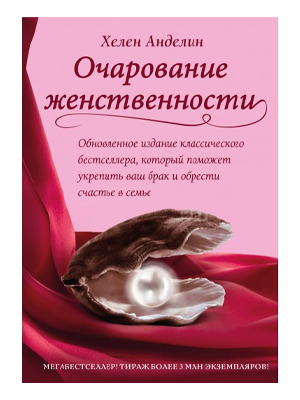 Хелен Анделин
Очарование
женственности
Обновленное издание классического
бестселлера, который поможет
укрепить ваш брак и обрести
счастье в семье
МЕГАБЕСТСЕЛЛЕР! ТИРАЖ БОЛЕЕ 3 МЛН ЭКЗЕМПЛЯРОВ!